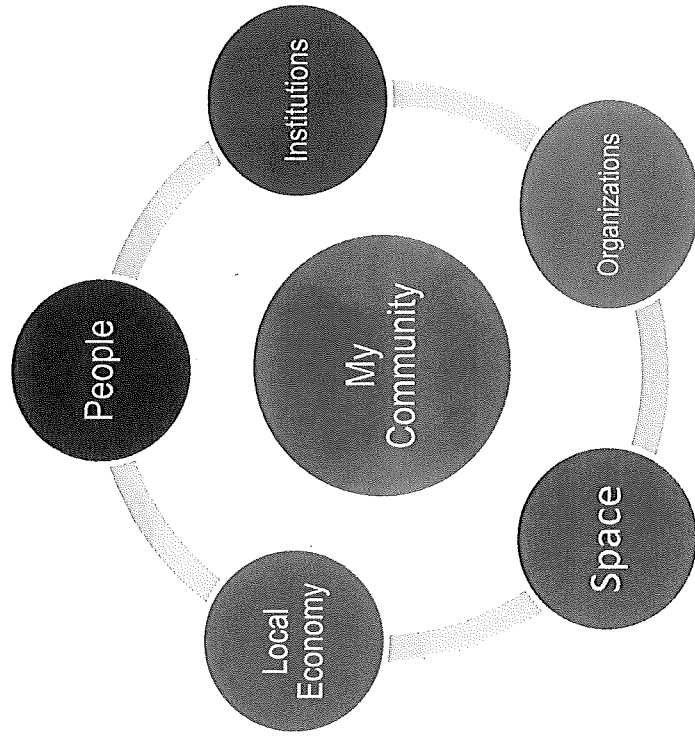 People
Institutions
Organizations
Space
Local
Economy
My
Community